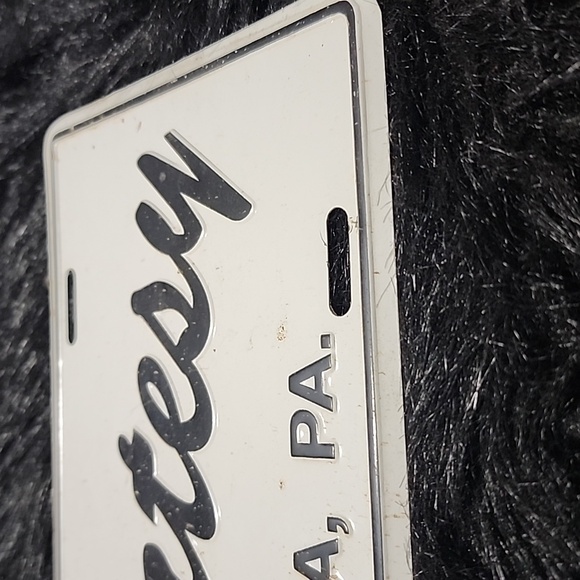 tesy
A, PA.